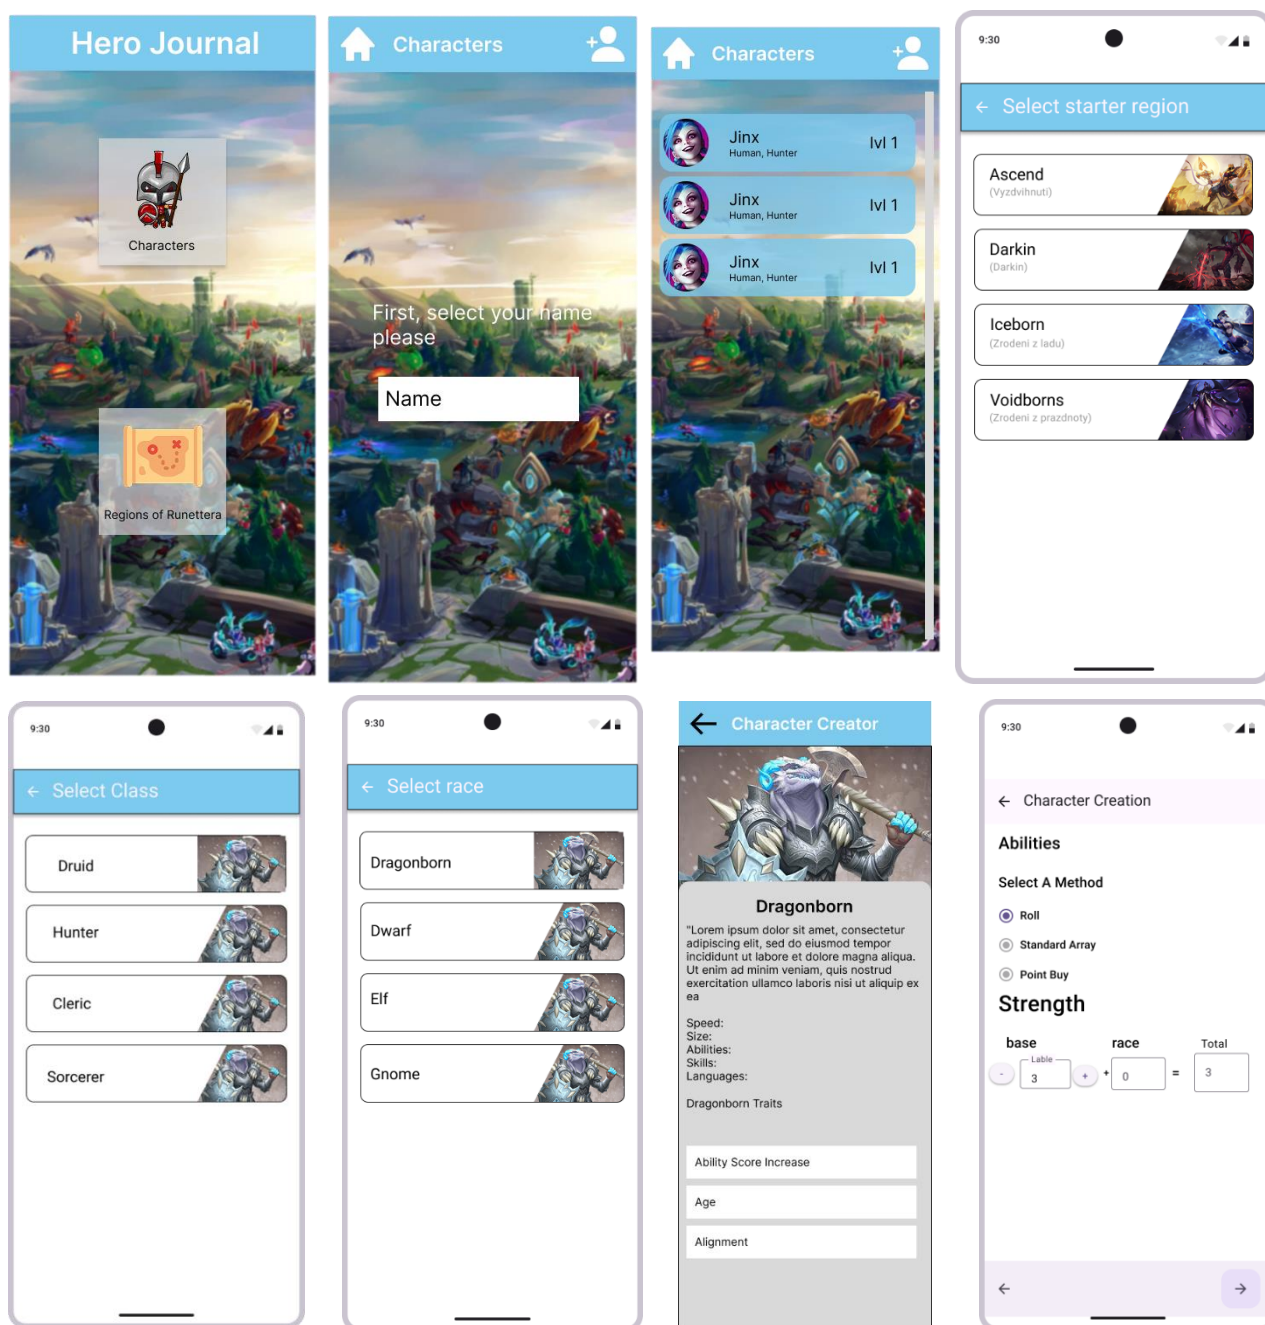 Hero Journal
Characters
Regions of Runettera
Characters
First, select your name
please
Name
Characters
Jinx
Human, Hunter
lvl 1
Jinx
Human, Hunter
lvl 1
Jinx
Human, Hunter
lvl 1
9:30
Select starter region
Ascend
(Vyzdvihnuti)
Darkin
(Darkin)
Iceborn
(Zrodeni z ladu)
Voidborns
(Zrodeni z prazdnoty)
9:30
Select Class
Druid
Hunter
Cleric
Sorcerer
9:30
Select race
Dragonborn
Dwarf
Elf
Gnome
Character Creator
Dragonborn
"Lorem ipsum dolor sit amet, consectetur
adipiscing elit, sed do eiusmod tempor
incididunt ut labore et dolore magna aliqua.
Ut enim ad minim veniam, quis nostrud
exercitation ullamco laboris nisi ut aliquip ex
ea
Speed:
Size:
Abilities:
Skills:
Languages:
Dragonborn Traits
Ability Score Increase
Age
Alignment
9:30
Character Creation
Abilities
Select A Method
Roll
Standard Array
Point Buy
Strength
base race Total
Lable
- 3 + + 0 = 3